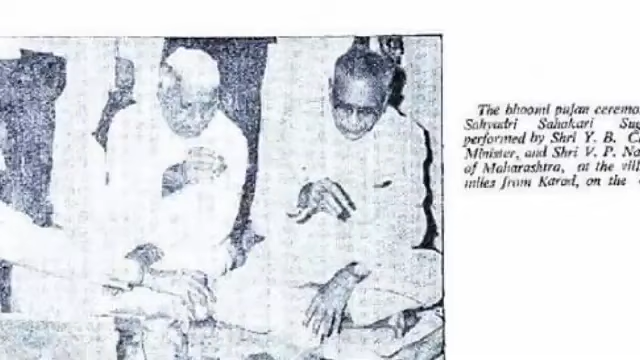 The bhoomi pujan ceremo
Sahyadri Sahakari Sug
performed by Shri Y. B. C
Minister, and Shri V. P. Na
of Maharashtra, at the vill
miles from Karad, on the